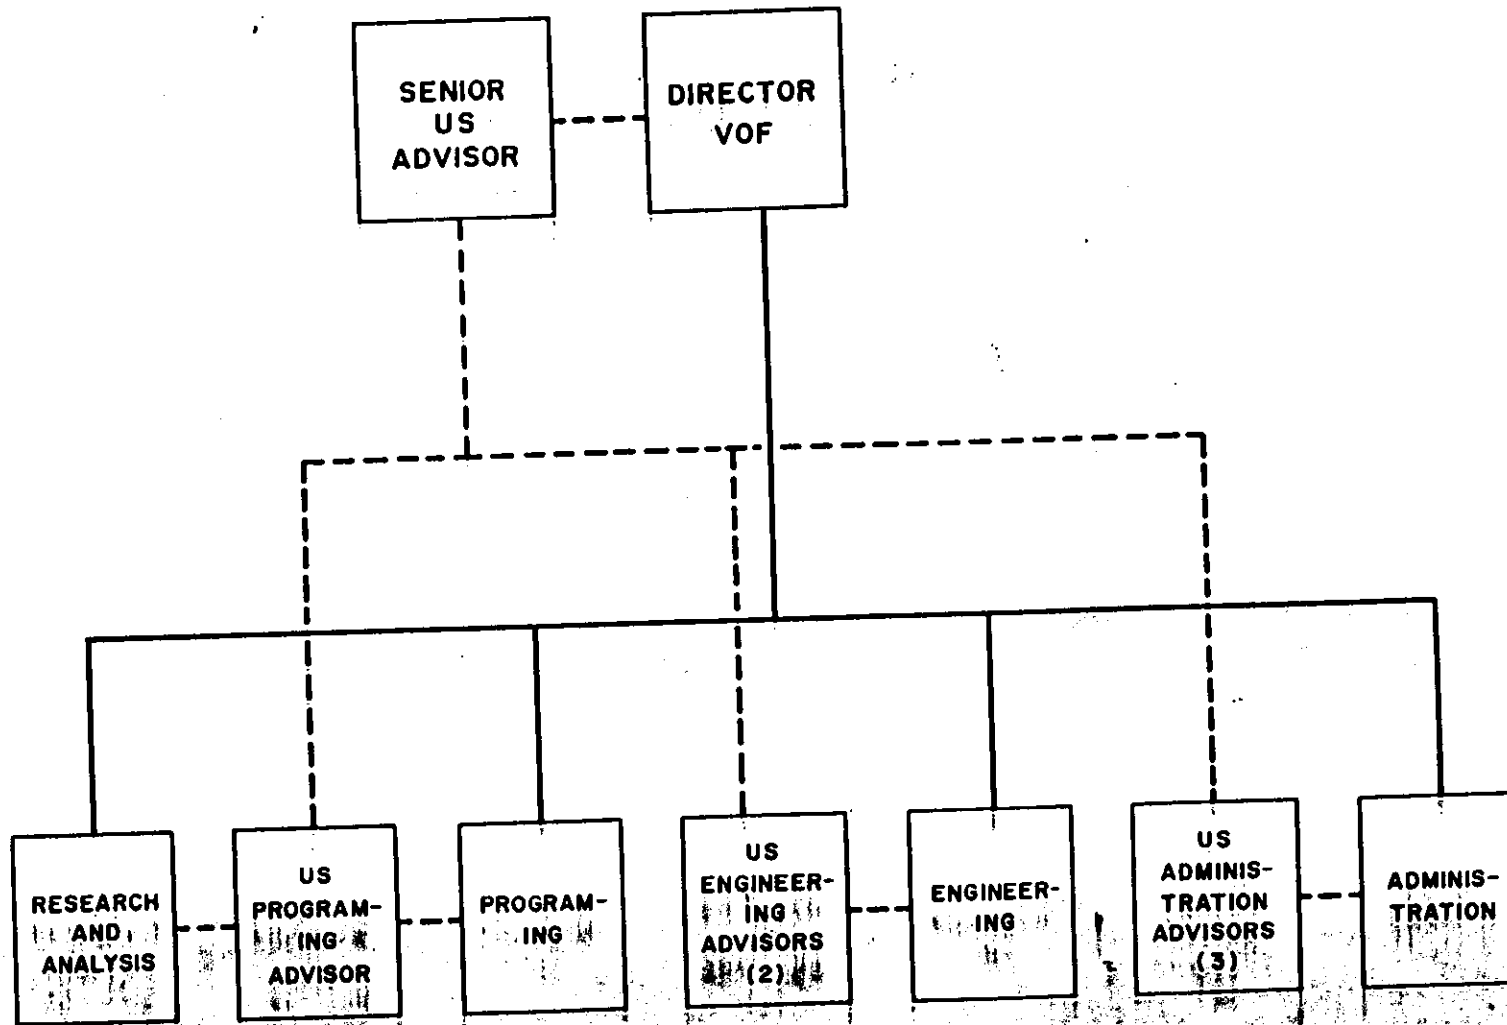 SENIOR
US
ADVISOR
DIRECTOR
VOF
RESEARCH
AND
ANALYSIS
US
PROGRAM-
ING
ADVISOR
PROGRAM-
ING
US
ENGINEER-
ING
ADVISORS
(2)
ENGINEER-
ING
US
ADMINIS-
TRATION
ADVISORS
(3)
ADMINIS-
TRATION